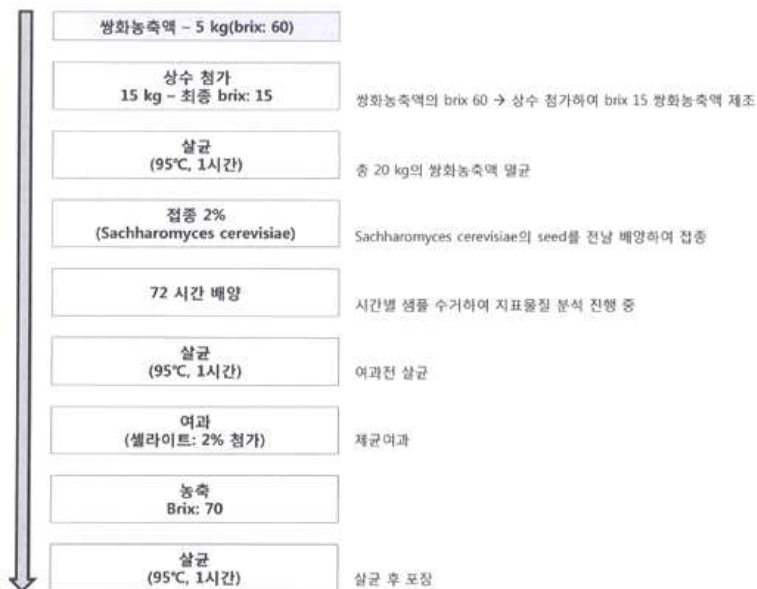 쌍화농축액 – 5 kg(brix: 60)
상수 첨가
15 kg – 최종 brix: 15
쌍화농축액의 brix 60 → 상수 첨가하여 brix 15 쌍화농축액 제조
살균
(95℃, 1시간)
총 20 kg의 쌍화농축액 멸균
접종 2%
(Sachharomyces cerevisiae)
Sachharomyces cerevisiae의 seed를 전날 배양하여 접종
72 시간 배양
시간별 샘플 수거하여 지표물질 분석 진행 중
살균
(95℃, 1시간)
여과전 살균
여과
(셀라이트: 2% 첨가)
제균여과
농축
Brix: 70
살균
(95℃, 1시간)
살균 후 포장